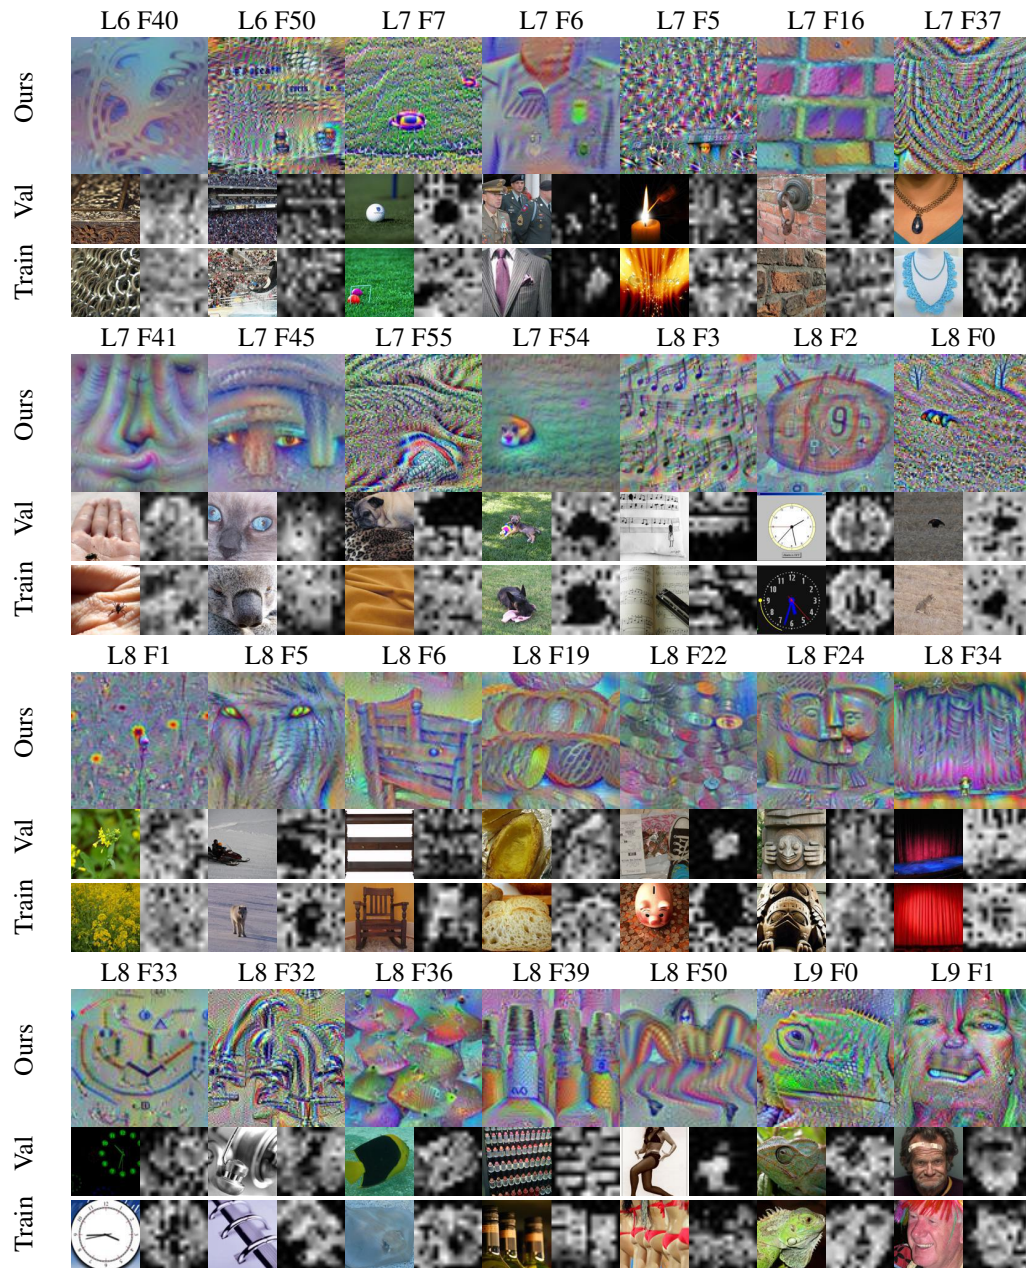 L6 F40 L6 F50 L7 F7 L7 F6 L7 F5 L7 F16 L7 F37
Ours
Val
Train
L7 F41 L7 F45 L7 F55 L7 F54 L8 F3 L8 F2 L8 F0
Ours
Val
Train
L8 F1 L8 F5 L8 F6 L8 F19 L8 F22 L8 F24 L8 F34
Ours
Val
Train
L8 F33 L8 F32 L8 F36 L8 F39 L8 F50 L9 F0 L9 F1
Ours
Val
Train